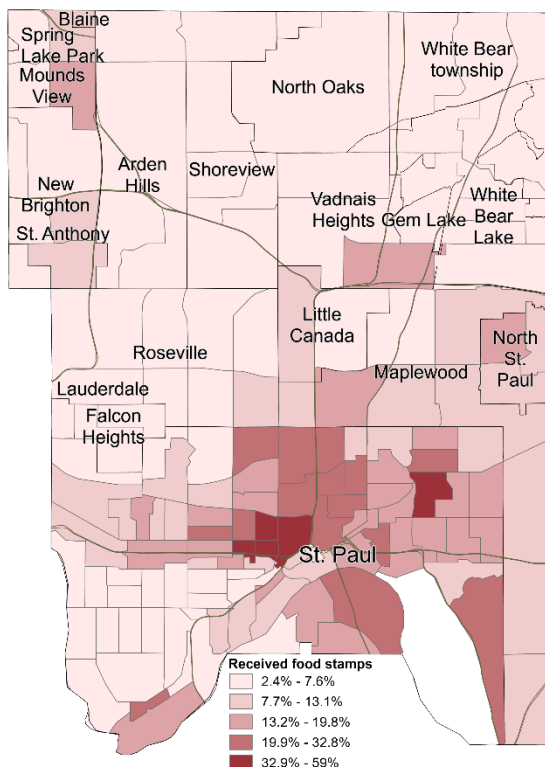 Blaine
Spring
Lake Park
Mounds
View
White Bear
township
North Oaks
Arden
Hills
Shoreview
New
Brighton
St. Anthony
Vadnais
Heights
Gem Lake
White
Bear
Lake
Little
Canada
Roseville
Maplewood
North
St.
Paul
Lauderdale
Falcon
Heights
St. Paul
Received food stamps
2.4% - 7.6%
7.7% - 13.1%
13.2% - 19.8%
19.9% - 32.8%
32.9% - 59%